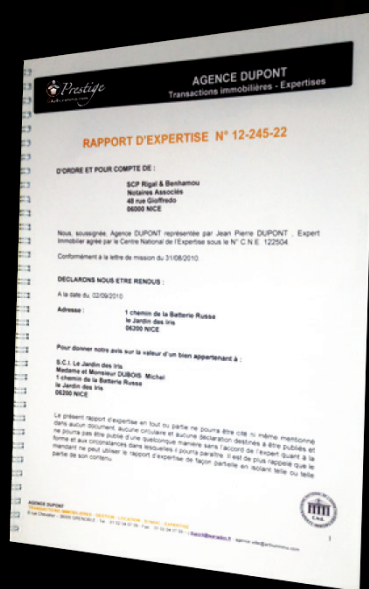 Prestige
AGENCE DUPONT
Transactions immobilières - Expertises
RAPPORT D'EXPERTISE N° 12-245-22
D'ORDRE ET POUR COMPTE DE :
SCP Rigal & Benhamou
Notaires Associés
48 rue Gioffredo
06000 NICE
Nous, soussignée, Agence DUPONT représentée par Jean Pierre DUPONT , Expert
Immobilier agréé par le Centre National de l'Expertise sous le N° C.N.E. 122504.
Conformément à la lettre de mission du 31/08/2010.
DECLARONS NOUS ETRE RENDUS :
A la date du 02/09/2010
Adresse :
1 chemin de la Batterie Russe
le Jardin des Iris
06200 NICE
Pour donner notre avis sur la valeur d'un bien appartenant à :
S.C.I. Le Jardin des Iris
Madame et Monsieur DUBOIS Michel
1 chemin de la Batterie Russe
le Jardin des Iris
06200 NICE
Le présent rapport d'expertise en tout ou partie ne pourra être cité ni même mentionné
dans aucun document, aucune circulaire et aucune déclaration destinés à être publiés et
ne pourra pas être publié d'une quelconque manière sans l'accord de l'expert quant à la
forme et aux circonstances dans lesquelles il pourra paraître. Il est de plus rappelé que le
mandant ne peut utiliser le rapport d'expertise de façon partielle en isolant telle ou telle
partie de son contenu.
C.N.E.
AGENCE DUPONT
1